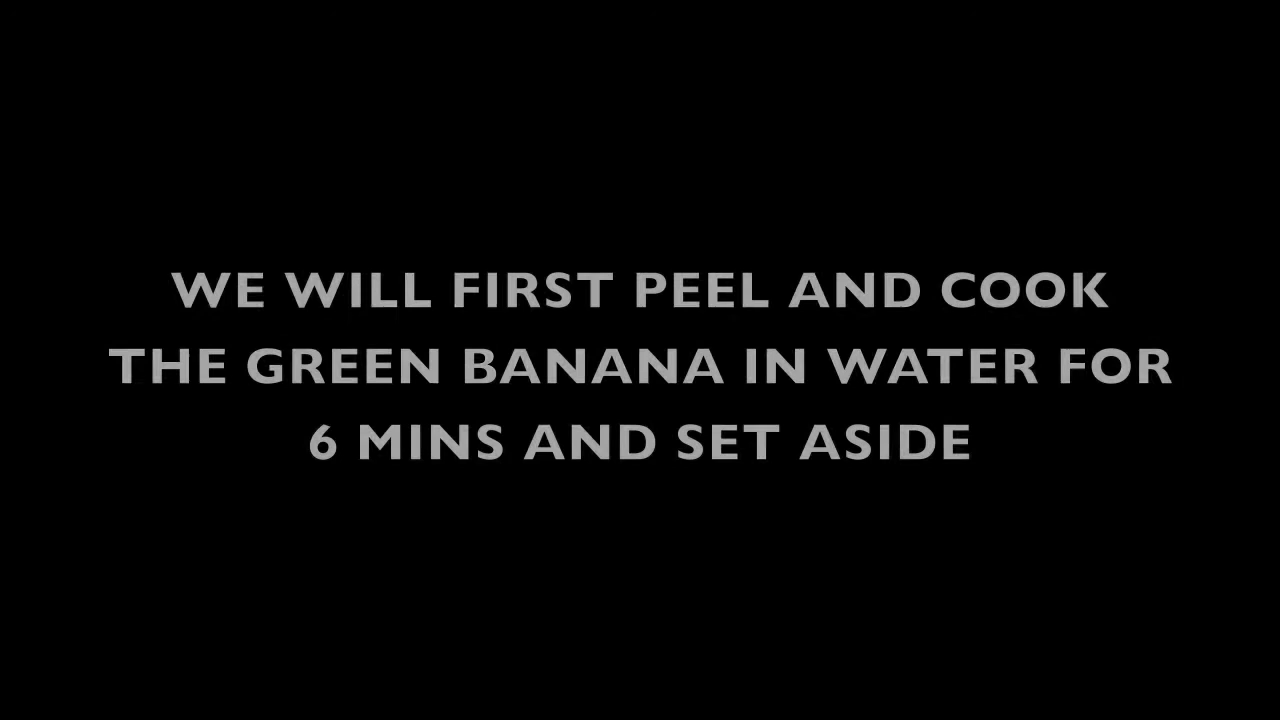 WE WILL FIRST PEEL AND COOK
THE GREEN BANANA IN WATER FOR
6 MINS AND SET ASIDE